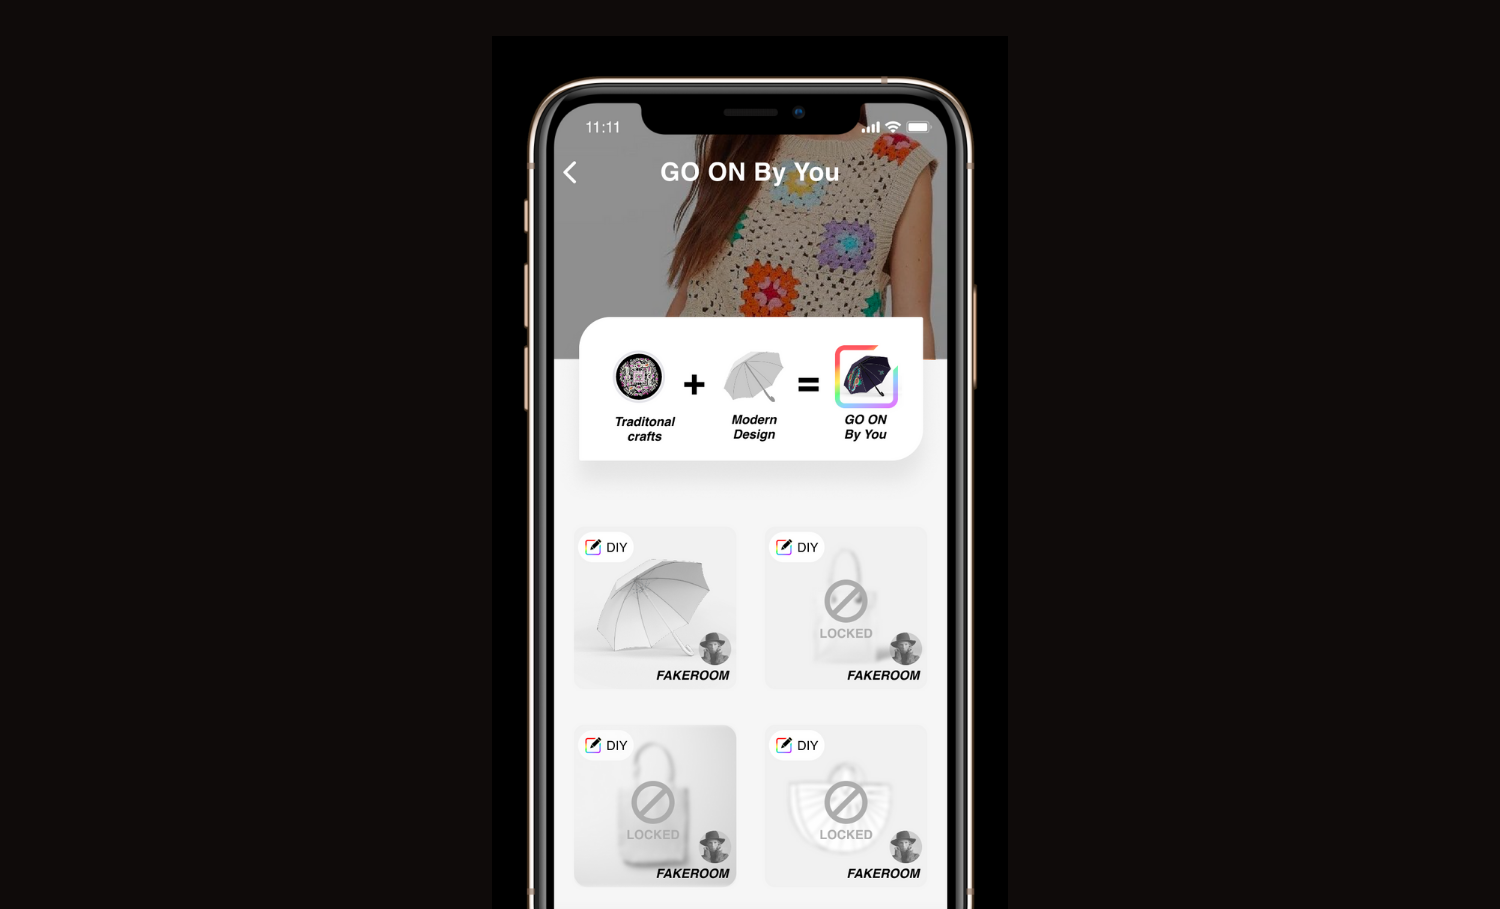 11:11
GO ON By You
Traditonal
crafts
+
Modern
Design
=
GO ON
By You
DIY
FAKEROOM
DIY
LOCKED
FAKEROOM
DIY
LOCKED
FAKEROOM
DIY
LOCKED
FAKEROOM